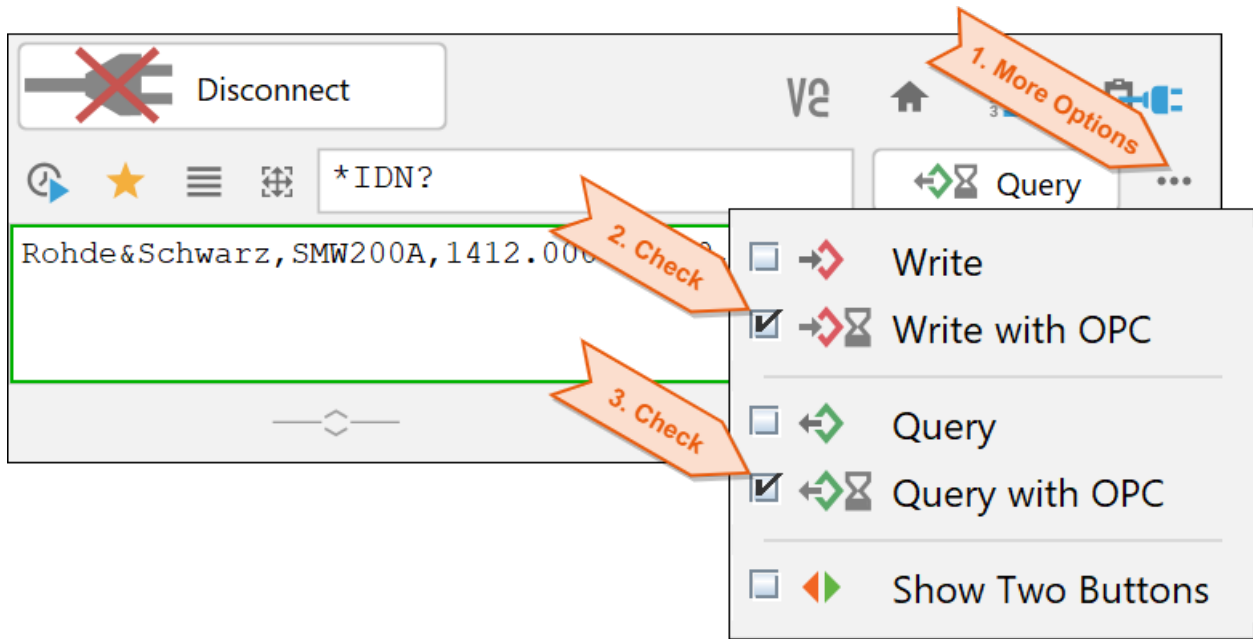 Disconnect
1. More Options
3
*IDN?
Query
Rohde&Schwarz,SMW200A,1412.000
2. Check
Write
Write with OPC
3. Check
Query
Query with OPC
Show Two Buttons